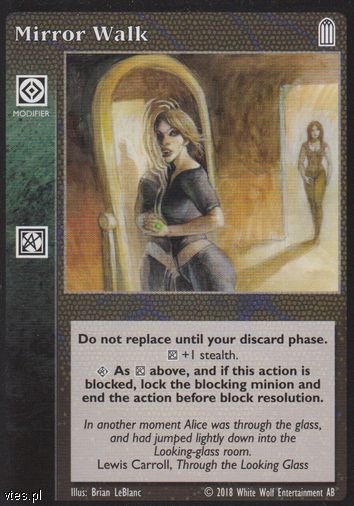 Mirror Walk
MODIFIER
Do not replace until your discard phase.
+1 stealth.
As above, and if this action is
blocked, lock the blocking minion and
end the action before block resolution.
In another moment Alice was through the glass,
and had jumped lightly down into the
Looking-glass room.
Lewis Carroll, Through the Looking Glass
vtes.pl
Illus: Brian LeBlanc
© 2018 White Wolf Entertainment AB